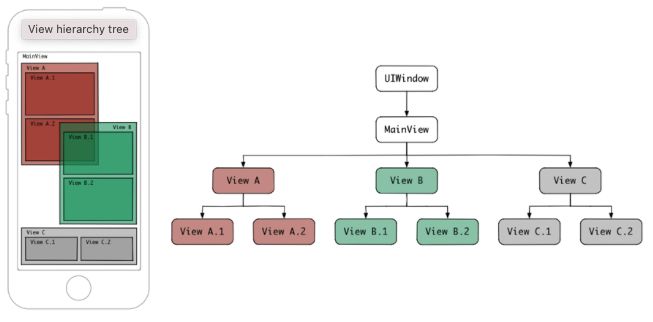 View hierarchy tree
MainView
View A
View A.1
View A.2
View B
View B.1
View B.2
View C
View C.1 View C.2
UIWindow
MainView
View A View B View C
View A.1 View A.2 View B.1 View B.2 View C.1 View C.2